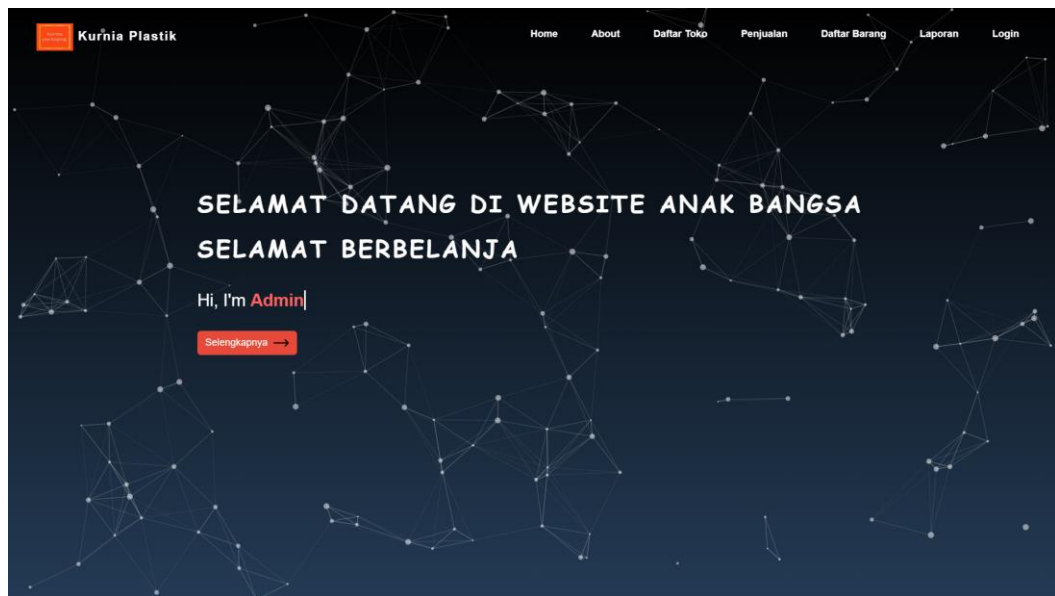 Kurnia Plastik
Home About Daftar Toko Penjualan Daftar Barang Laporan Login
SELAMAT DATANG DI WEBSITE ANAK BANGSA
SELAMAT BERBELANJA
Hi, I'm Admin
Selengkapnya